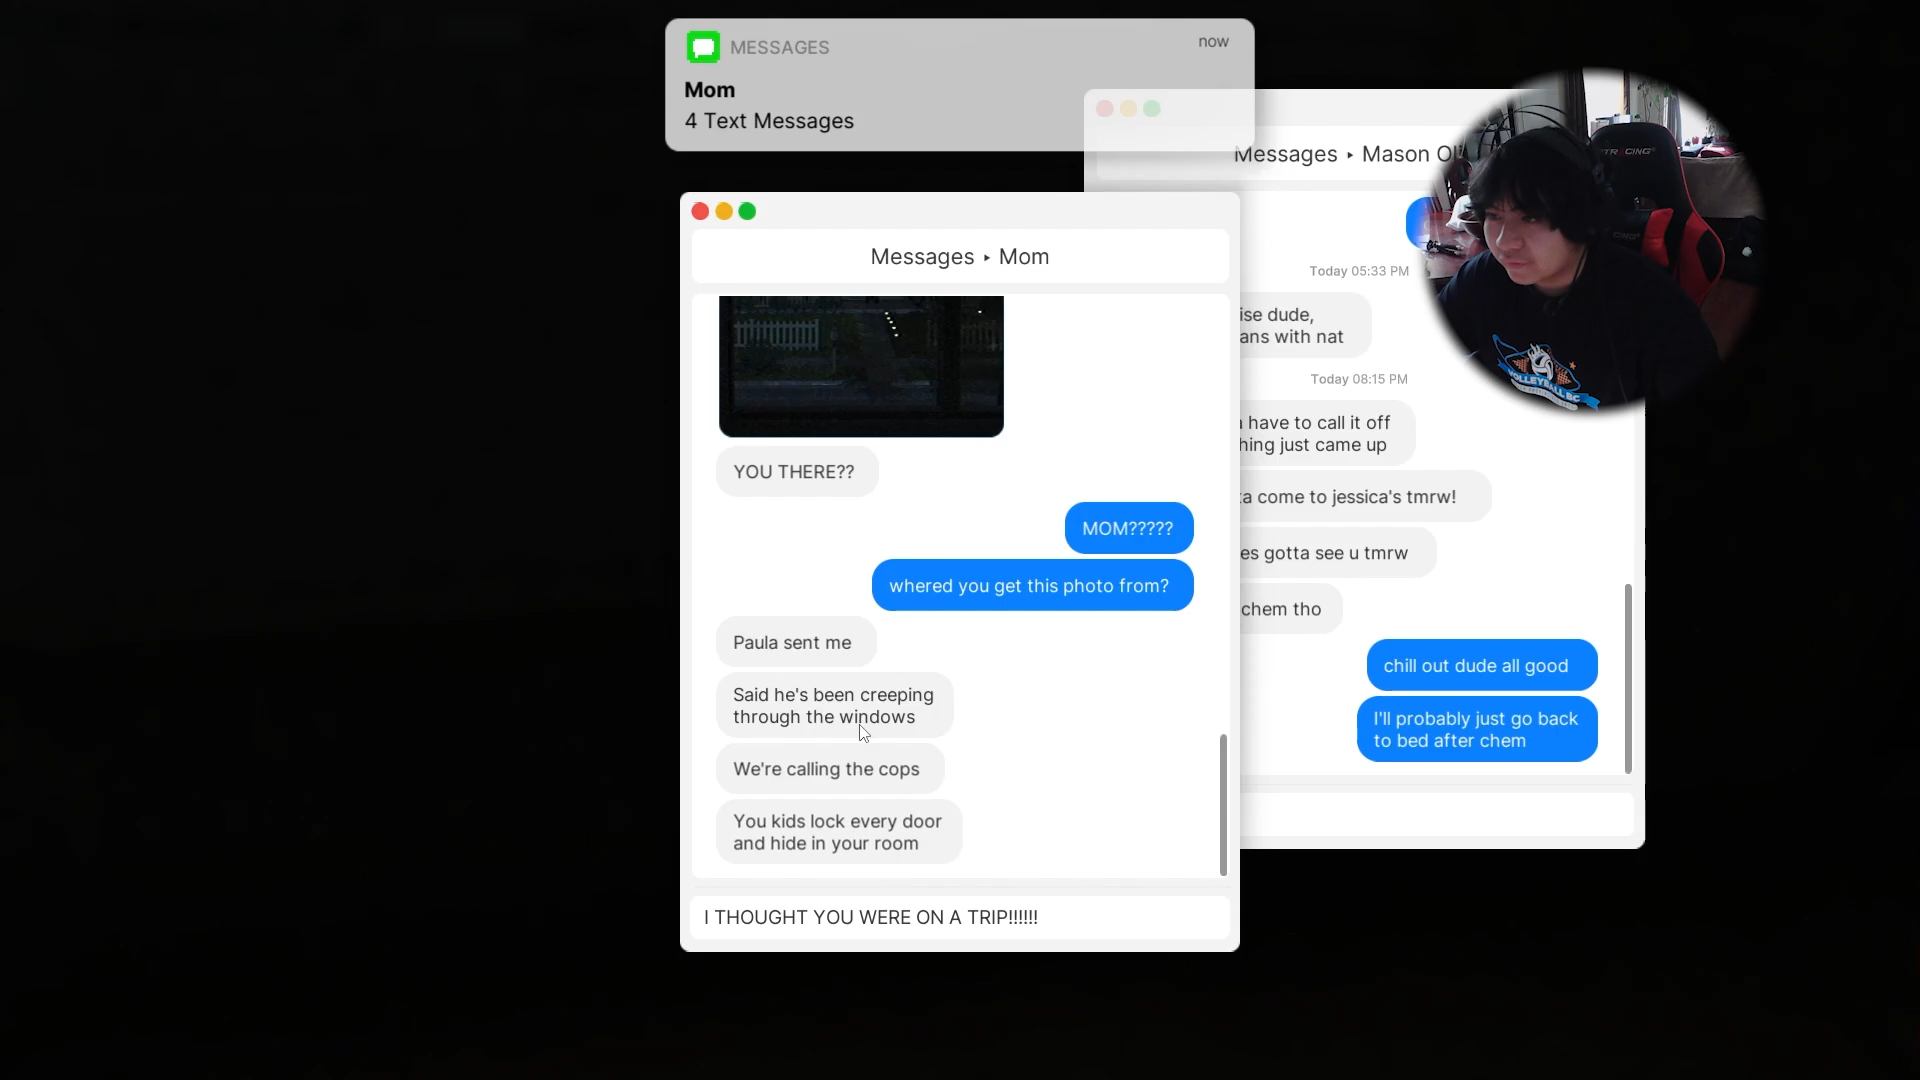 MESSAGES
now
Mom
4 Text Messages
Messages ▸ Mom
YOU THERE??
MOM?????
whered you get this photo from?
Paula sent me
Said he's been creeping
through the windows
We're calling the cops
You kids lock every door
and hide in your room
I THOUGHT YOU WERE ON A TRIP!!!!!!
Messages ▸ Mason
Today 05:33 PM
ise dude,
ans with nat
Today 08:15 PM
have to call it off
hing just came up
ta come to jessica's tmrw!
es gotta see u tmrw
chem tho
chill out dude all good
I'll probably just go back
to bed after chem
VOLLEYBALL BC